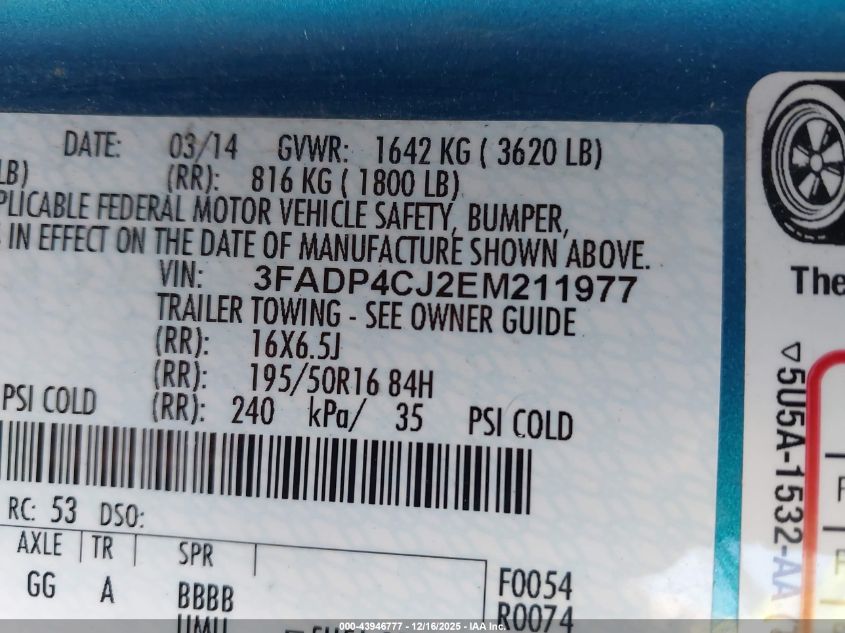 DATE: 03/14 GVWR: 1642 KG ( 3620 LB)
LB) (RR): 816 KG ( 1800 LB)
PLICABLE FEDERAL MOTOR VEHICLE SAFETY, BUMPER,
IN EFFECT ON THE DATE OF MANUFACTURE SHOWN ABOVE.
VIN: 3FADP4CJ2EM211977
TRAILER TOWING - SEE OWNER GUIDE
(RR): 16X6.5J
(RR): 195/50R16 84H
PSI COLD (RR): 240 kPa/ 35 PSI COLD
RC: 53 DSO:
AXLE TR SPR
GG A BBBB
F0054
R0074
The
5U5A-1532-AA
000-43946777 - 12/16/2025 - IAA Inc.